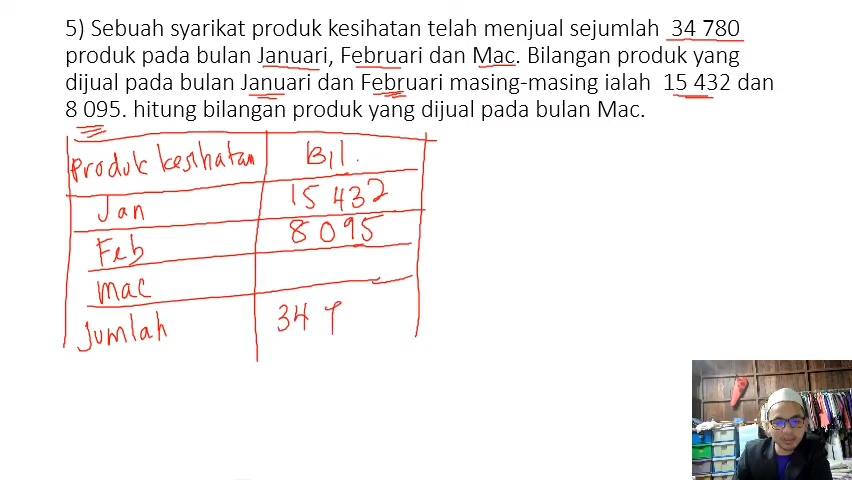 5) Sebuah syarikat produk kesihatan telah menjual sejumlah 34 780
produk pada bulan Januari, Februari dan Mac. Bilangan produk yang
dijual pada bulan Januari dan Februari masing-masing ialah 15 432 dan
8 095. hitung bilangan produk yang dijual pada bulan Mac.
Produk kesihatan Bil.
Jan 15 432
Feb 8 095
Mac
Jumlah 34